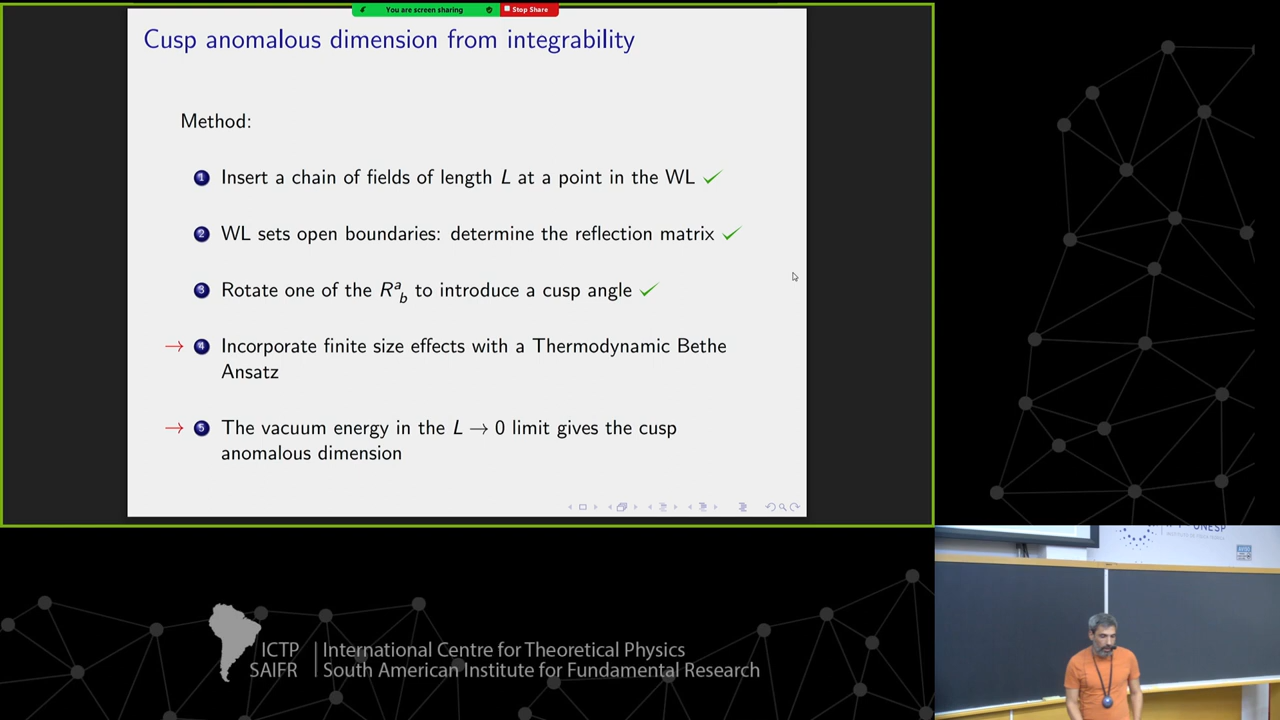 You are screen sharing
Stop Share
Cusp anomalous dimension from integrability
Method:
1 Insert a chain of fields of length L at a point in the WL ✓
2 WL sets open boundaries: determine the reflection matrix ✓
3 Rotate one of the R^a_b to introduce a cusp angle ✓
→ 4 Incorporate finite size effects with a Thermodynamic Bethe
Ansatz
→ 5 The vacuum energy in the L → 0 limit gives the cusp
anomalous dimension
UNESP
ICTP | International Centre for Theoretical Physics
SAIFR | South American Institute for Fundamental Research